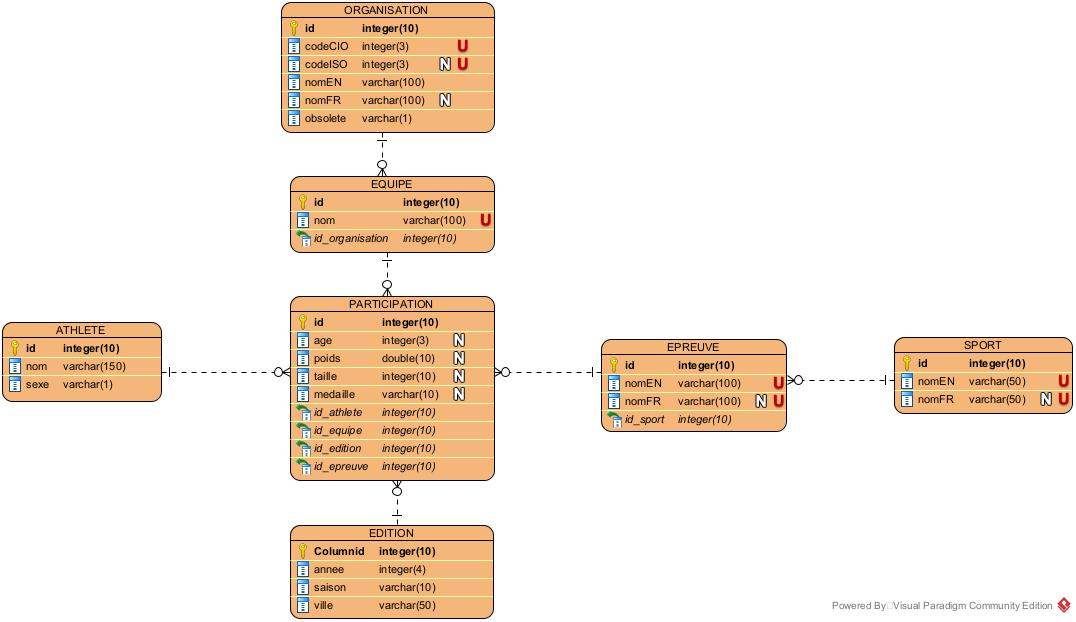 ORGANISATION
id integer(10)
codeCIO integer(3) U
codeISO integer(3) N U
nomEN varchar(100)
nomFR varchar(100) N
obsolete varchar(1)
EQUIPE
id integer(10)
nom varchar(100) U
id_organisation integer(10)
PARTICIPATION
id integer(10)
age integer(3) N
poids double(10) N
taille integer(10) N
medaille varchar(10) N
id_athlete integer(10)
id_equipe integer(10)
id_edition integer(10)
id_epreuve integer(10)
ATHLETE
id integer(10)
nom varchar(150)
sexe varchar(1)
EPREUVE
id integer(10)
nomEN varchar(100) U
nomFR varchar(100) N U
id_sport integer(10)
SPORT
id integer(10)
nomEN varchar(50) U
nomFR varchar(50) N U
EDITION
Columnid integer(10)
annee integer(4)
saison varchar(10)
ville varchar(50)
Powered By Visual Paradigm Community Edition